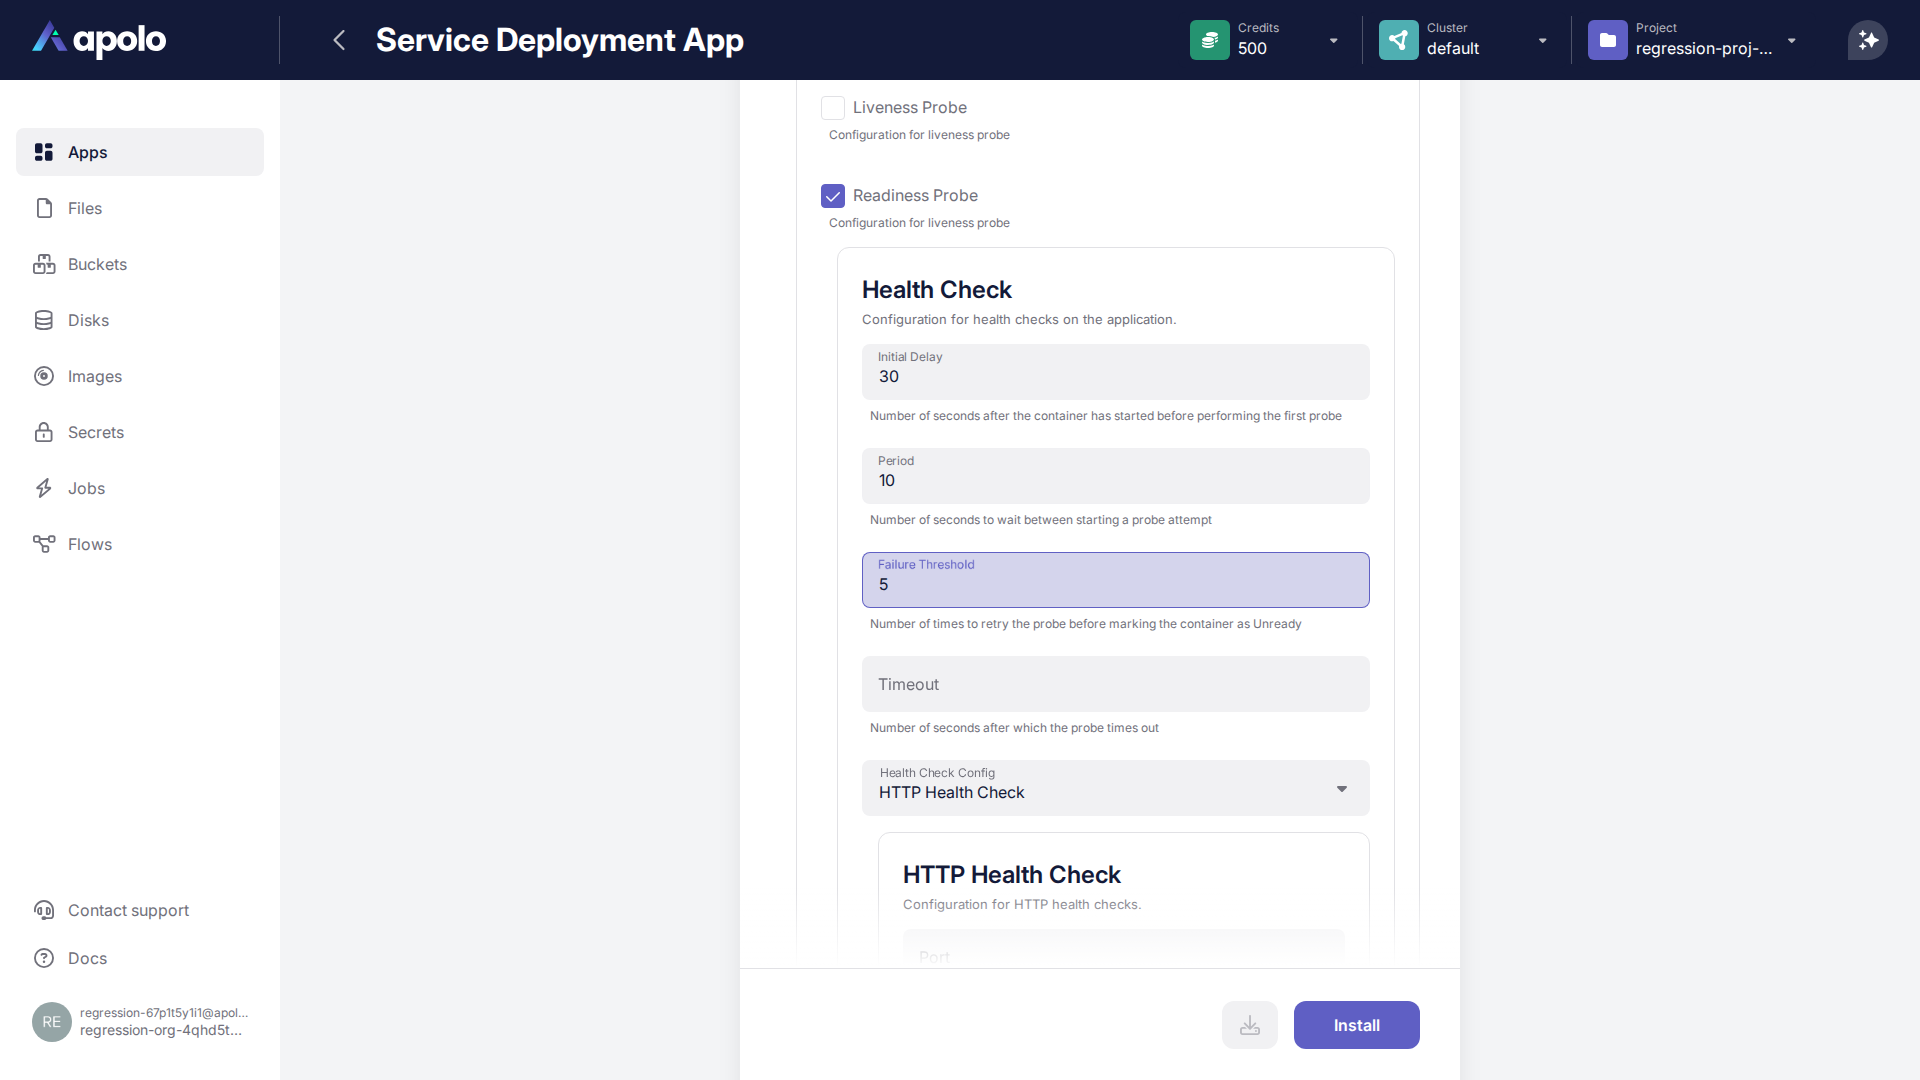 apolo
Service Deployment App
Credits
500
Cluster
default
Project
regression-proj-...
Apps
Files
Buckets
Disks
Images
Secrets
Jobs
Flows
Contact support
Docs
RE
regression-67p1t5y1i1@apol...
regression-org-4qhd5t...
Liveness Probe
Configuration for liveness probe
Readiness Probe
Configuration for liveness probe
Health Check
Configuration for health checks on the application.
Initial Delay
30
Number of seconds after the container has started before performing the first probe
Period
10
Number of seconds to wait between starting a probe attempt
Failure Threshold
5
Number of times to retry the probe before marking the container as Unready
Timeout
Number of seconds after which the probe times out
Health Check Config
HTTP Health Check
HTTP Health Check
Configuration for HTTP health checks.
Port
Install